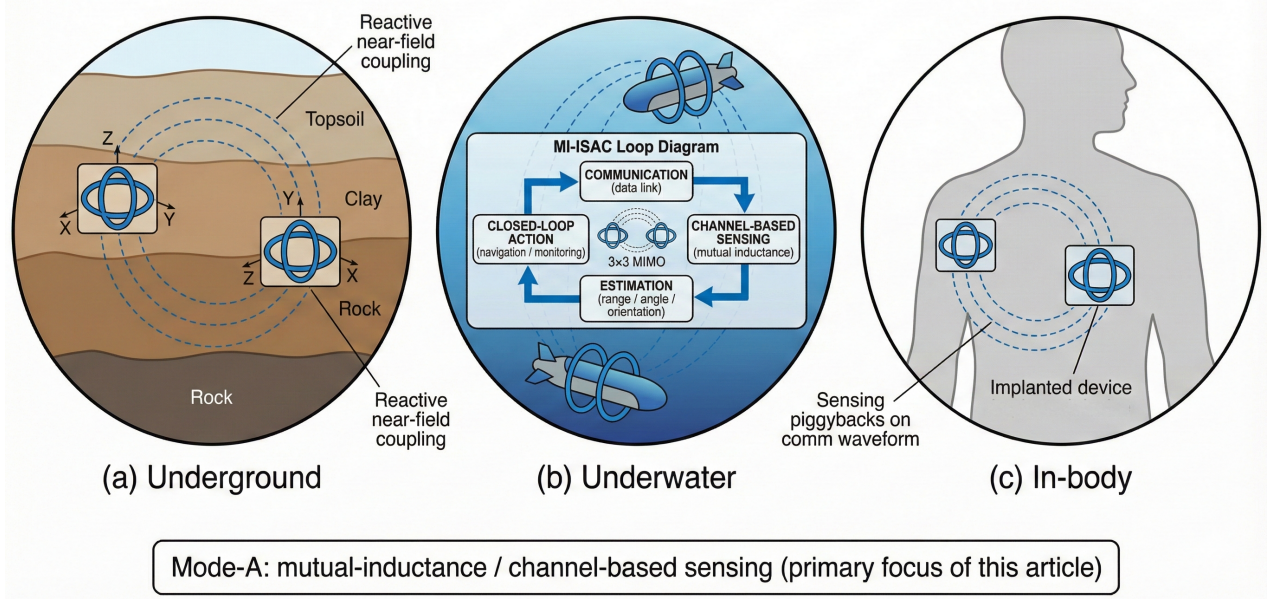 Reactive
near-field
coupling
Topsoil
Z
X
Y
Clay
Y
Z
X
Rock
Rock
Reactive
near-field
coupling
(a) Underground
MI-ISAC Loop Diagram
COMMUNICATION
(data link)
CLOSED-LOOP
ACTION
(navigation / monitoring)
3×3 MIMO
CHANNEL-BASED
SENSING
(mutual inductance)
ESTIMATION
(range / angle /
orientation)
(b) Underwater
Sensing
piggybacks on
comm waveform
Implanted device
(c) In-body
Mode-A: mutual-inductance / channel-based sensing (primary focus of this article)